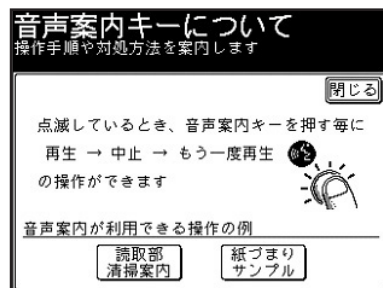 音声案内キーについて
操作手順や対処方法を案内します
閉じる
点滅しているとき、音声案内キーを押す毎に
再生 → 中止 → もう一度再生
の操作ができます
音声案内が利用できる操作の例
読取部
清掃案内
紙づまり
サンプル